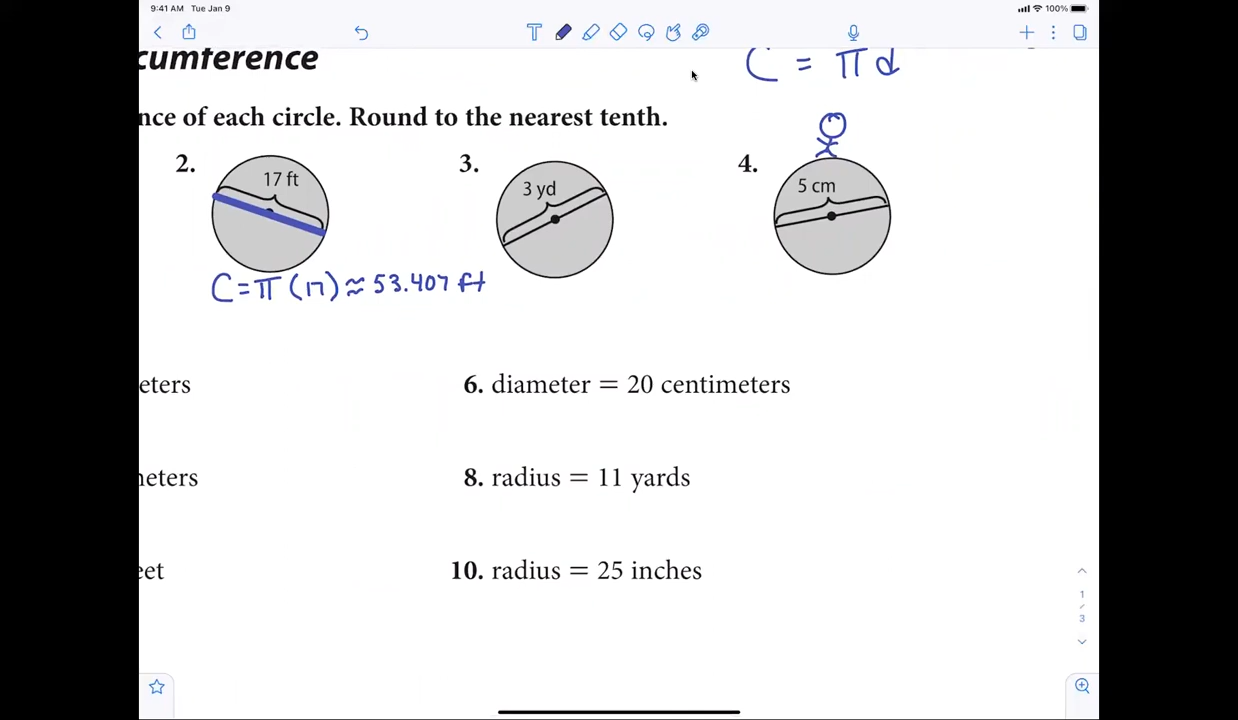 9:41 AM Tue Jan 9 100%
cumference
C = π d
nce of each circle. Round to the nearest tenth.
2. 17 ft
3. 3 yd
4. 5 cm
C = π (17) ≈ 53.407 ft
eters
6. diameter = 20 centimeters
neters
8. radius = 11 yards
eet
10. radius = 25 inches
1
/
3